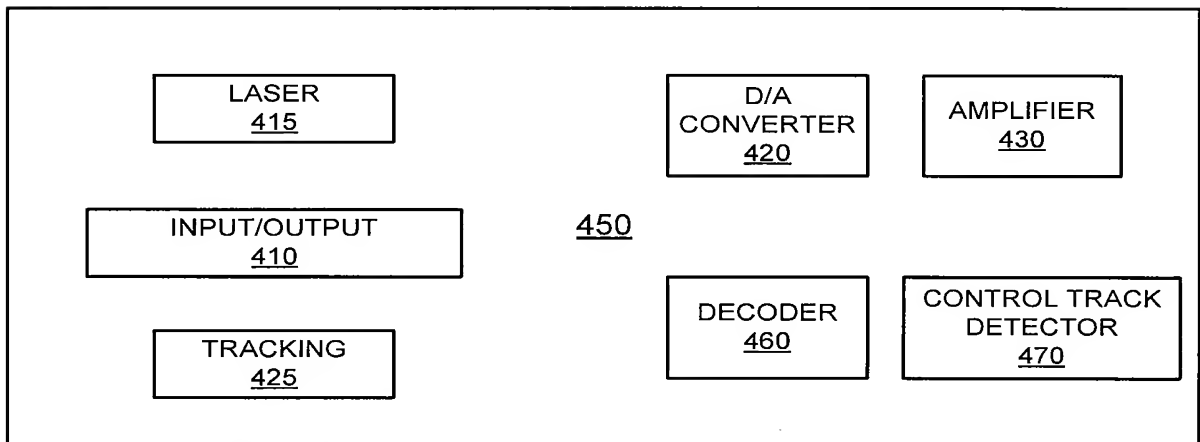 LASER
415
D/A
CONVERTER
420
AMPLIFIER
430
INPUT/OUTPUT
410
450
TRACKING
425
DECODER
460
CONTROL TRACK
DETECTOR
470